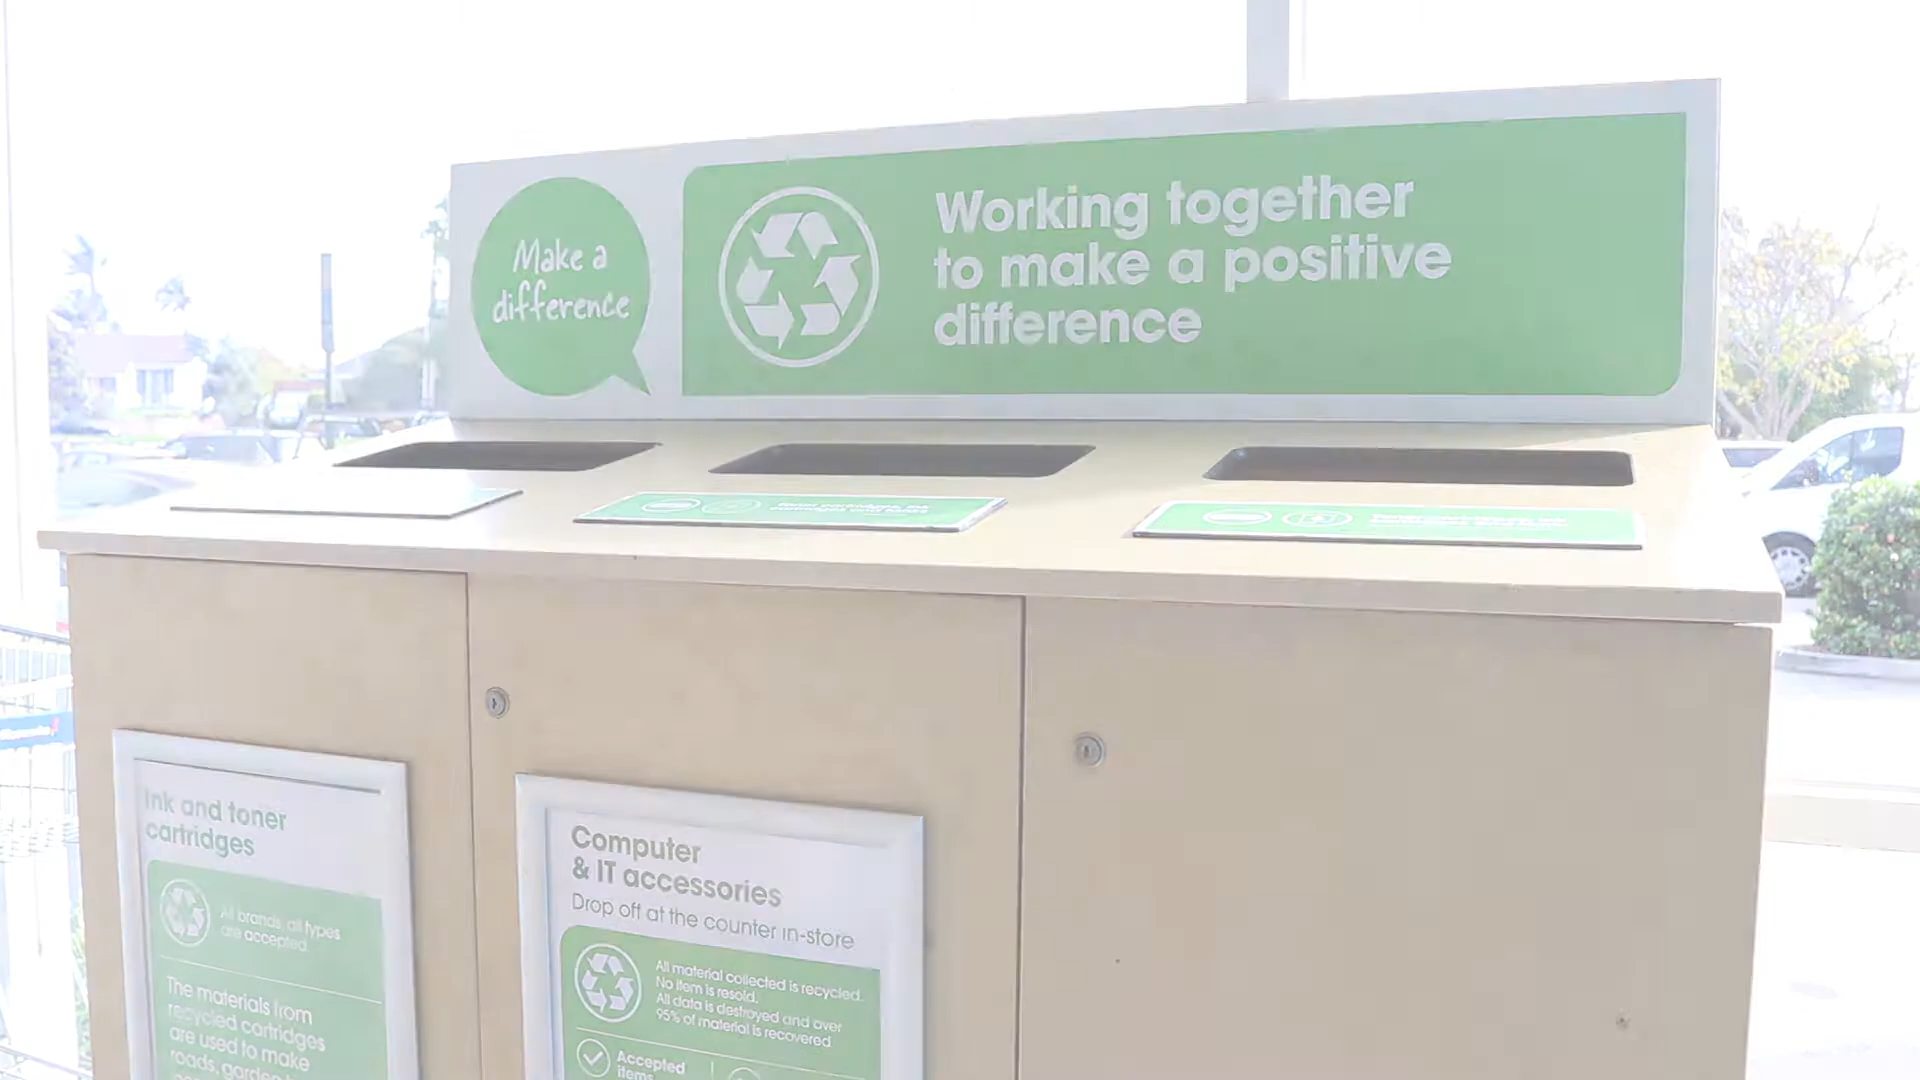 Make a
difference
Working together
to make a positive
difference
Ink and toner
cartridges
All brands, all types
are accepted.
The materials from
recycled cartridges
are used to make
roads, garden
Computer
& IT accessories
Drop off at the counter in-store
All material collected is recycled.
No item is resold.
All data is destroyed and over
95% of material is recovered
Accepted
items